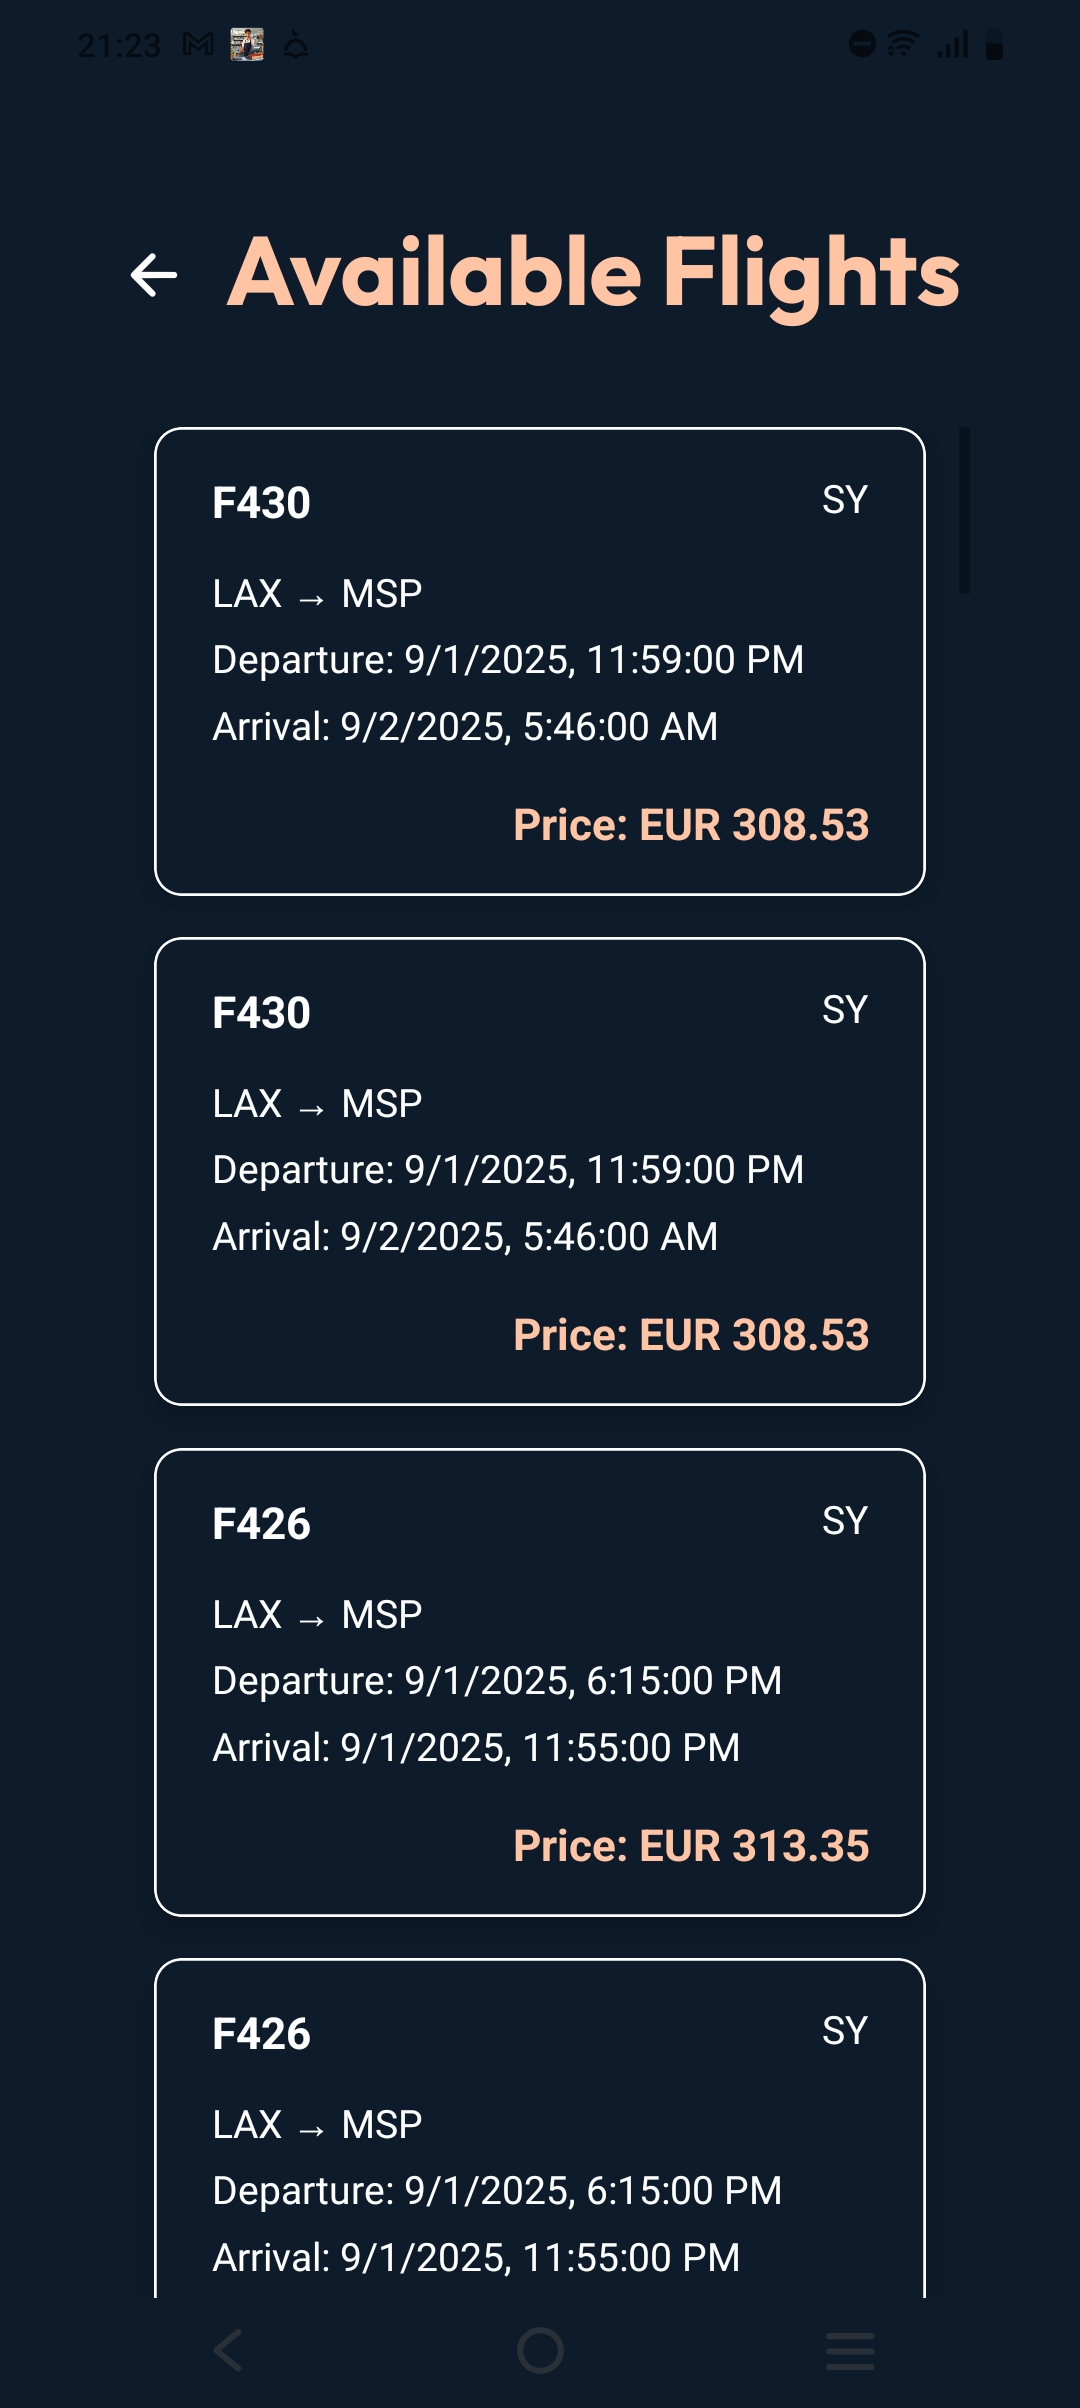 21:23
Available Flights
F430 SY
LAX → MSP
Departure: 9/1/2025, 11:59:00 PM
Arrival: 9/2/2025, 5:46:00 AM
Price: EUR 308.53
F430 SY
LAX → MSP
Departure: 9/1/2025, 11:59:00 PM
Arrival: 9/2/2025, 5:46:00 AM
Price: EUR 308.53
F426 SY
LAX → MSP
Departure: 9/1/2025, 6:15:00 PM
Arrival: 9/1/2025, 11:55:00 PM
Price: EUR 313.35
F426 SY
LAX → MSP
Departure: 9/1/2025, 6:15:00 PM
Arrival: 9/1/2025, 11:55:00 PM